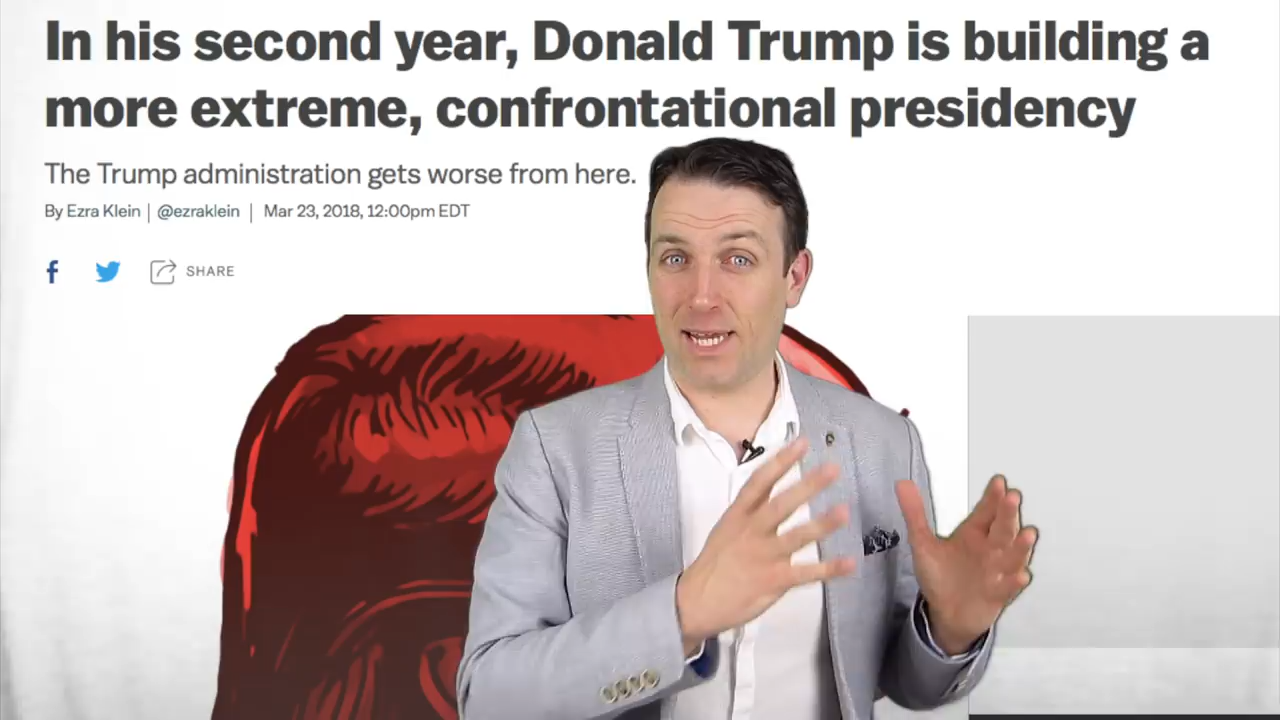 In his second year, Donald Trump is building a
more extreme, confrontational presidency
The Trump administration gets worse from here.
By Ezra Klein | @ezraklein | Mar 23, 2018, 12:00pm EDT
f SHARE